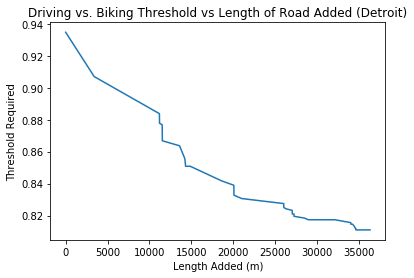 Driving vs. Biking Threshold vs Length of Road Added (Detroit)
0.94
0.92
0.90
0.88
0.86
0.84
0.82
Threshold Required
0 5000 10000 15000 20000 25000 30000 35000
Length Added (m)